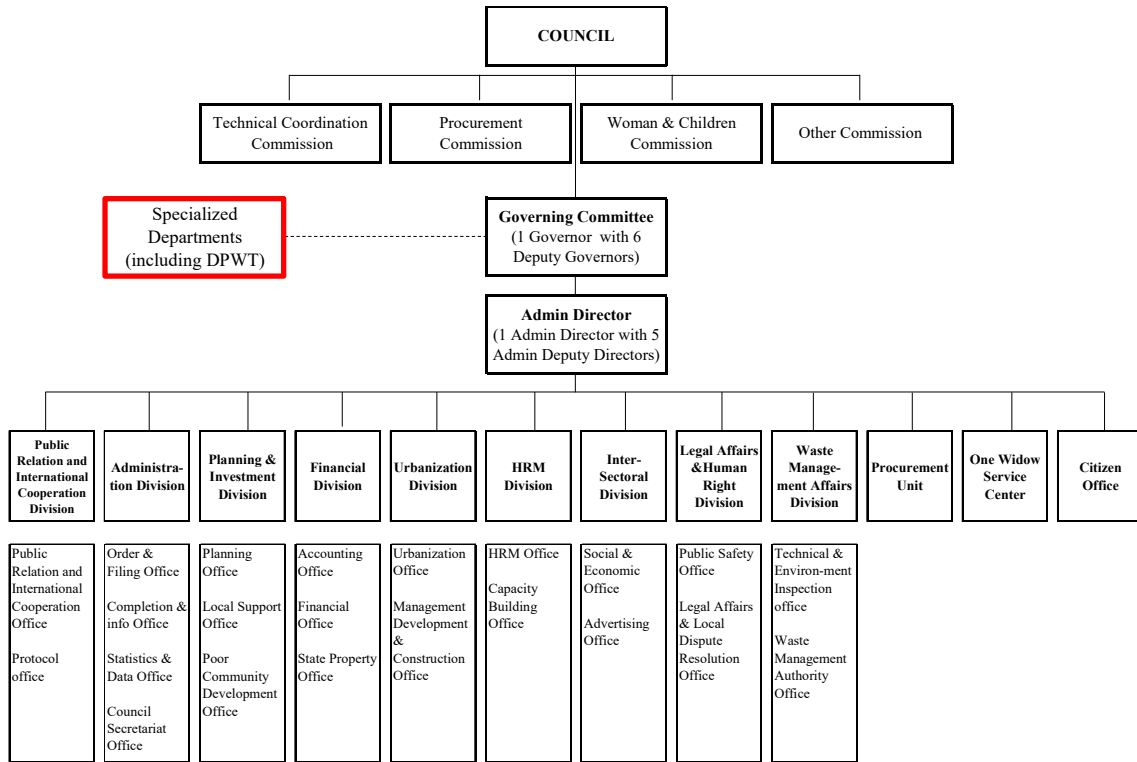 COUNCIL
Technical Coordination
Commission
Procurement
Commission
Woman & Children
Commission
Other Commission
Specialized
Departments
(including DPWT)
Governing Committee
(1 Governor with 6
Deputy Governors)
Admin Director
(1 Admin Director with 5
Admin Deputy Directors)
Public
Relation and
International
Cooperation
Division
Administra-
tion Division
Planning &
Investment
Division
Financial
Division
Urbanization
Division
HRM
Division
Inter-
Sectoral
Division
Legal Affairs
&Human
Right
Division
Waste
Manage-
ment Affairs
Division
Procurement
Unit
One Widow
Service
Center
Citizen
Office
Public
Relation and
International
Cooperation
Office
Protocol
office
Order &
Filing Office
Completion &
info Office
Statistics &
Data Office
Council
Secretariat
Office
Planning
Office
Local Support
Office
Poor
Community
Development
Office
Accounting
Office
Financial
Office
State Property
Office
Urbanization
Office
Management
Development
&
Construction
Office
HRM Office
Capacity
Building
Office
Social &
Economic
Office
Advertising
Office
Public Safety
Office
Legal Affairs
& Local
Dispute
Resolution
Office
Technical &
Environ-ment
Inspection
office
Waste
Management
Authority
Office